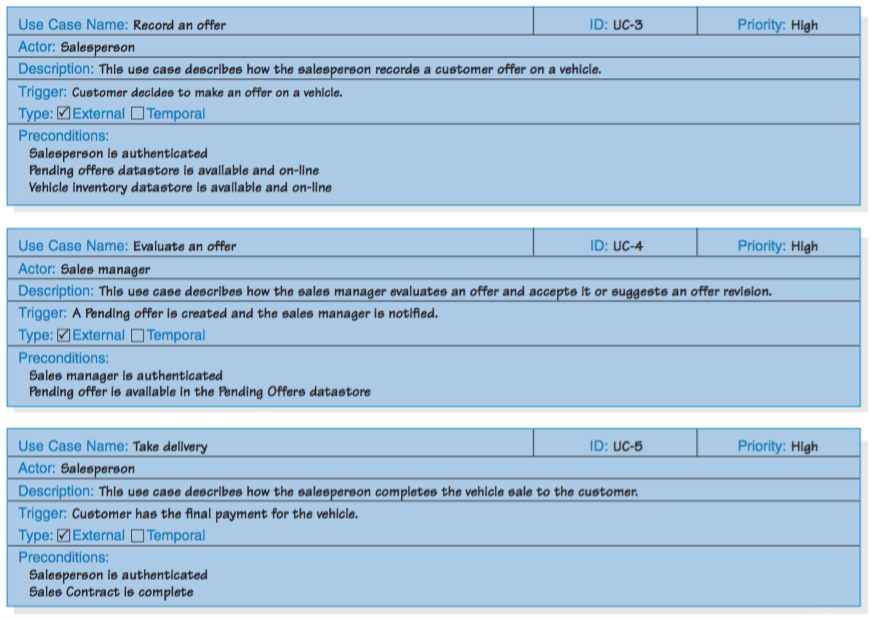 Use Case Name: Record an offer ID: UC-3 Priority: High
Actor: Salesperson
Description: This use case describes how the salesperson records a customer offer on a vehicle.
Trigger: Customer decides to make an offer on a vehicle.
Type: ☑ External ☐ Temporal
Preconditions:
Salesperson is authenticated
Pending offers datastore is available and on-line
Vehicle inventory datastore is available and on-line
Use Case Name: Evaluate an offer ID: UC-4 Priority: High
Actor: Sales manager
Description: This use case describes how the sales manager evaluates an offer and accepts it or suggests an offer revision.
Trigger: A Pending offer is created and the sales manager is notified.
Type: ☑ External ☐ Temporal
Preconditions:
Sales manager is authenticated
Pending offer is available in the Pending Offers datastore
Use Case Name: Take delivery ID: UC-5 Priority: High
Actor: Salesperson
Description: This use case describes how the salesperson completes the vehicle sale to the customer.
Trigger: Customer has the final payment for the vehicle.
Type: ☑ External ☐ Temporal
Preconditions:
Salesperson is authenticated
Sales Contract is complete